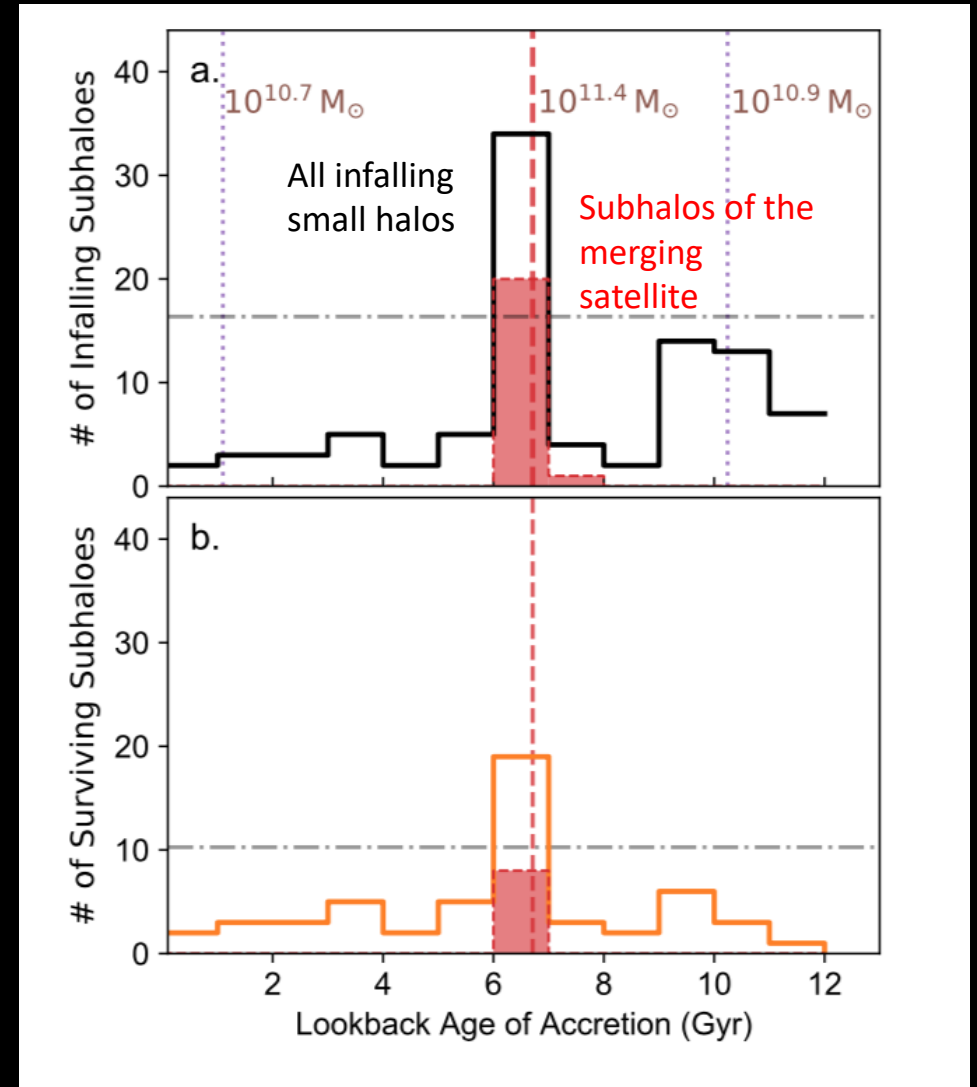 a.
10^10.7 M⊙
10^11.4 M⊙
10^10.9 M⊙
All infalling
small halos
Subhalos of the
merging
satellite
# of Infalling Subhaloes
40
30
20
10
0
b.
# of Surviving Subhaloes
40
30
20
10
0
2 4 6 8 10 12
Lookback Age of Accretion (Gyr)